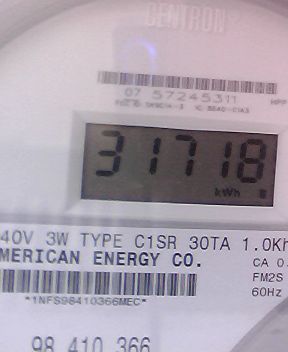 CENTRON
07 57245311
31718
kWh
40V 3W TYPE C1SR 30TA 1.0Kh
MERICAN ENERGY CO.
CA 0.
FM2S
60Hz
*1NFS98410366MEC*
98 410 366